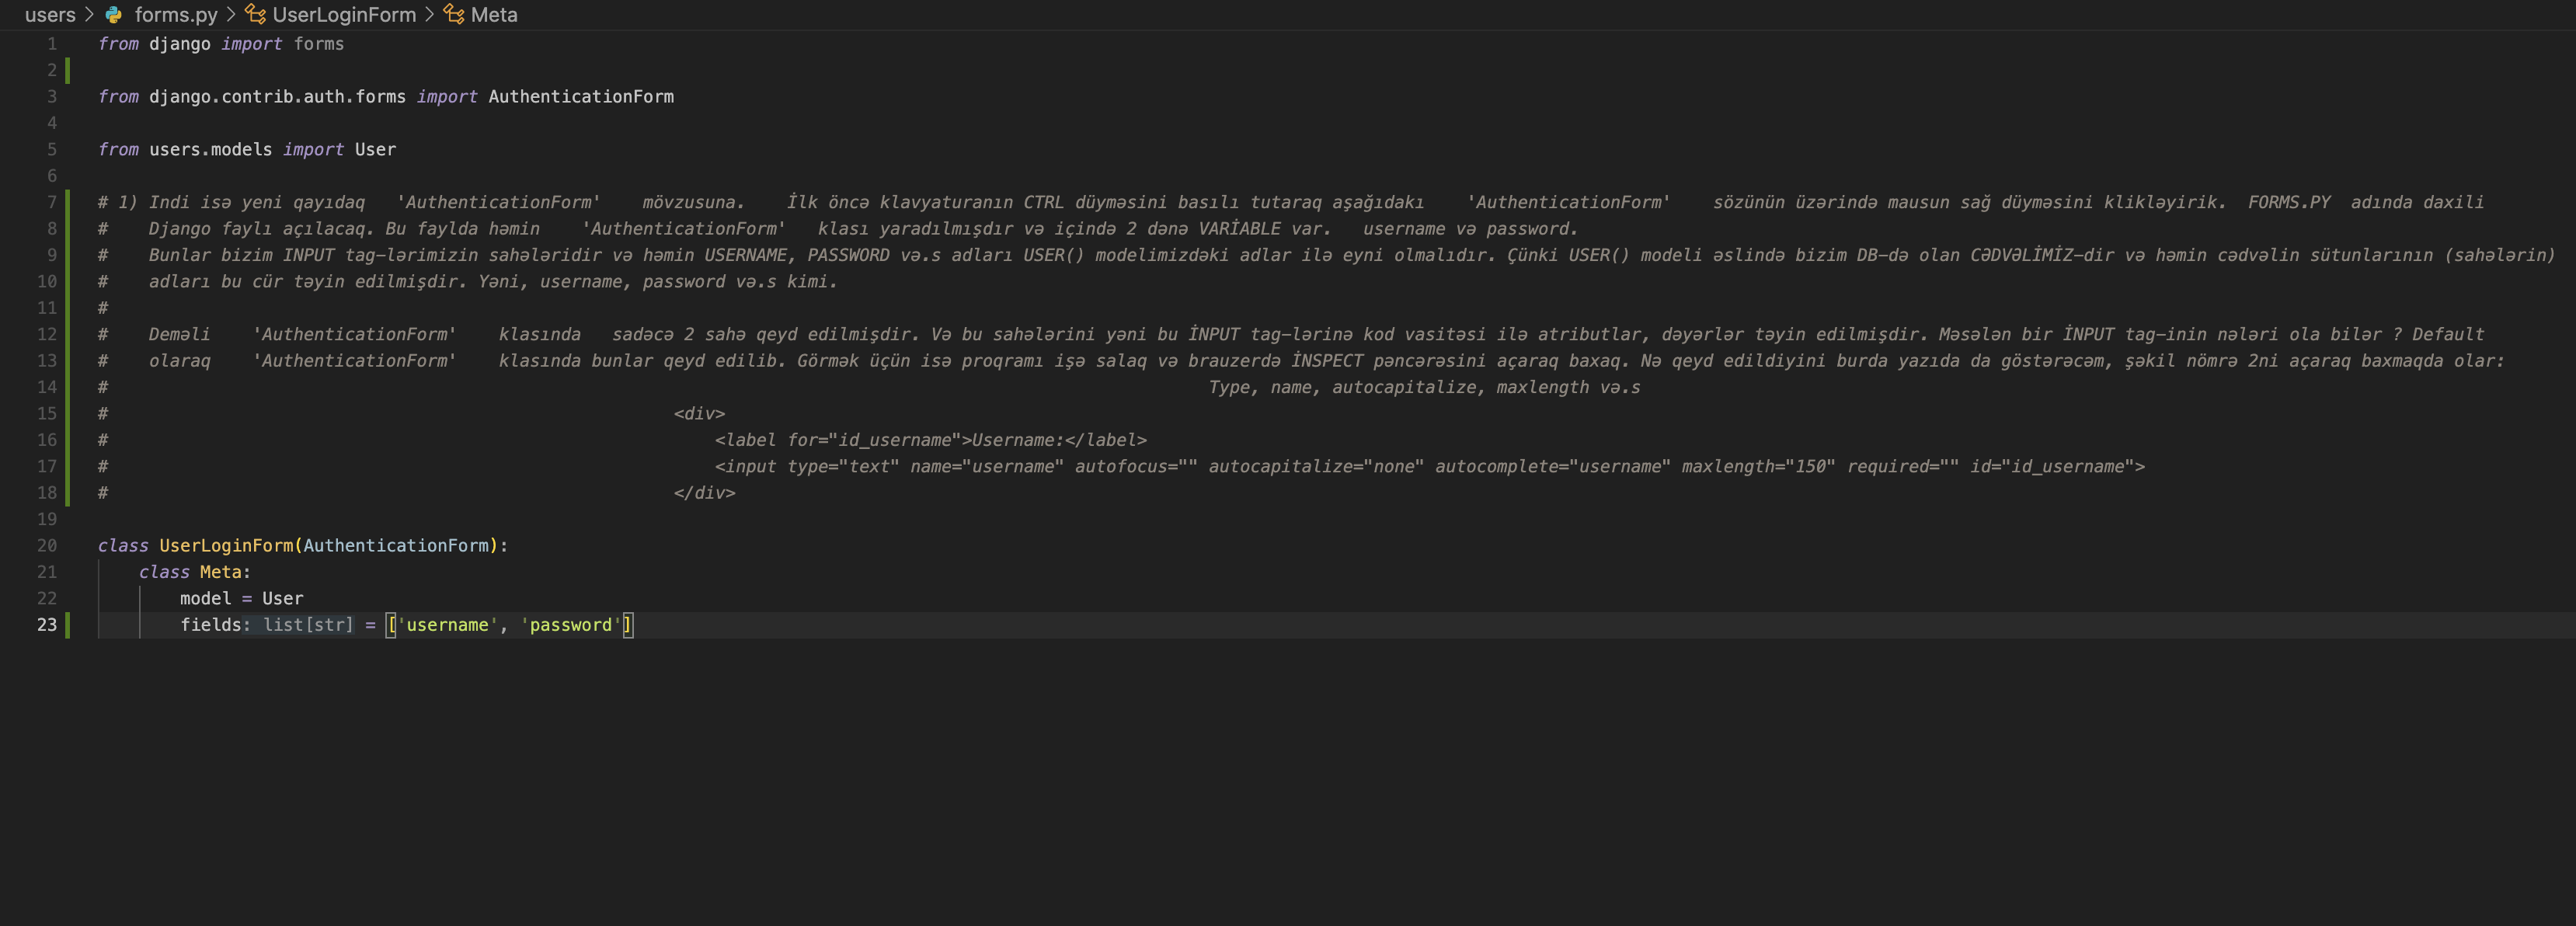 users > forms.py > UserLoginForm > Meta
1 from django import forms
2
3 from django.contrib.auth.forms import AuthenticationForm
4
5 from users.models import User
6
7 # 1) Indi isə yeni qayıdaq 'AuthenticationForm' mövzusuna. İlk öncə klavyaturanın CTRL düyməsini basılı tutaraq aşağıdakı 'AuthenticationForm' sözünün üzərində mausun sağ düyməsini klikləyirik. FORMS.PY adında daxili
8 # Django faylı açılacaq. Bu faylda həmin 'AuthenticationForm' klası yaradılmışdır və içində 2 dənə VARİABLE var. username və password.
9 # Bunlar bizim INPUT tag-lərimizin sahələridir və həmin USERNAME, PASSWORD və.s adları USER() modelimizdəki adlar ilə eyni olmalıdır. Çünki USER() modeli əslində bizim DB-də olan CƏDVƏLİMİZ-dir və həmin cədvəlin sütunlarının (sahələrin)
10 # adları bu cür təyin edilmişdir. Yəni, username, password və.s kimi.
11 #
12 # Deməli 'AuthenticationForm' klasında sadəcə 2 sahə qeyd edilmişdir. Və bu sahələrini yəni bu İNPUT tag-lərinə kod vasitəsi ilə atributlar, dəyərlər təyin edilmişdir. Məsələn bir İNPUT tag-inin nələri ola bilər ? Default
13 # olaraq 'AuthenticationForm' klasında bunlar qeyd edilib. Görmək üçün isə proqramı işə salaq və brauzerdə İNSPECT pəncərəsini açaraq baxaq. Nə qeyd edildiyini burda yazıda da göstərəcəm, şəkil nömrə 2ni açaraq baxmaqda olar:
14 # Type, name, autocapitalize, maxlength və.s
15 # <div>
16 # <label for="id_username">Username:</label>
17 # <input type="text" name="username" autofocus="" autocapitalize="none" autocomplete="username" maxlength="150" required="" id="id_username">
18 # </div>
19
20 class UserLoginForm(AuthenticationForm):
21 class Meta:
22 model = User
23 fields: list[str] = ['username', 'password']